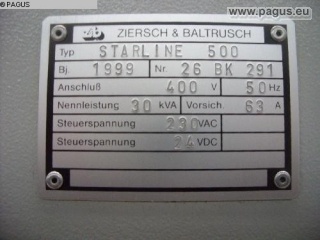 © PAGUS
www.pagus.eu
zb ZIERSCH & BALTRUSCH
Typ STARLINE 500
Bj. 1999 Nr. 26 BK 291
Anschluß 400 V 50 Hz
Nennleistung 30 kVA Vorsich. 63 A
Steuerspannung 230 VAC
Steuerspannung 24 VDC